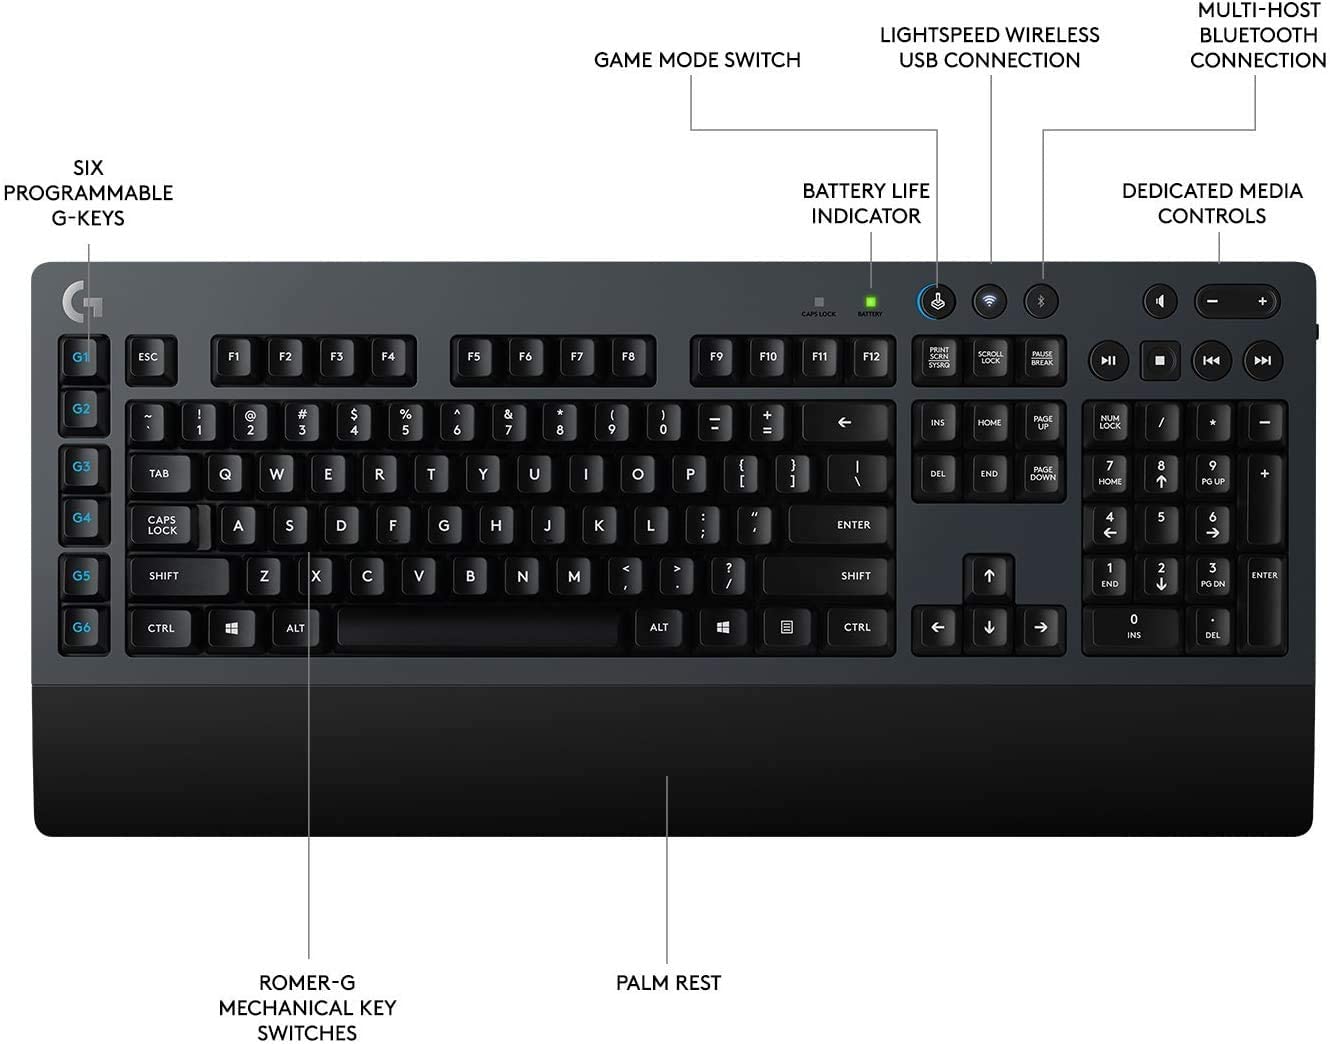 MULTI-HOST
BLUETOOTH
CONNECTION
LIGHTSPEED WIRELESS
USB CONNECTION
GAME MODE SWITCH
SIX
PROGRAMMABLE
G-KEYS
BATTERY LIFE
INDICATOR
DEDICATED MEDIA
CONTROLS
G
CAPS LOCK
BATTERY
- +
G1 ESC F1 F2 F3 F4 F5 F6 F7 F8 F9 F10 F11 F12
PRINT
SCRN
SYSRQ
SCROLL
LOCK
PAUSE
BREAK
G2
~ ! @ # $ % ^ & * ( ) _ +
` 1 2 3 4 5 6 7 8 9 0 - = ←
INS HOME PAGE
UP
NUM
LOCK
/ * -
G3 TAB Q W E R T Y U I O P { } |
[ ] \
DEL END PAGE
DOWN
7
HOME
8
↑
9
PG UP
+
G4 CAPS
LOCK
A S D F G H J K L : "
; ' ENTER
4
←
5
6
→
G5 SHIFT Z X C V B N M < > ?
, . / SHIFT
↑
1
END
2
↓
3
PG DN
ENTER
G6 CTRL ALT ALT CTRL
← ↓ →
0
INS
.
DEL
ROMER-G
MECHANICAL KEY
SWITCHES
PALM REST